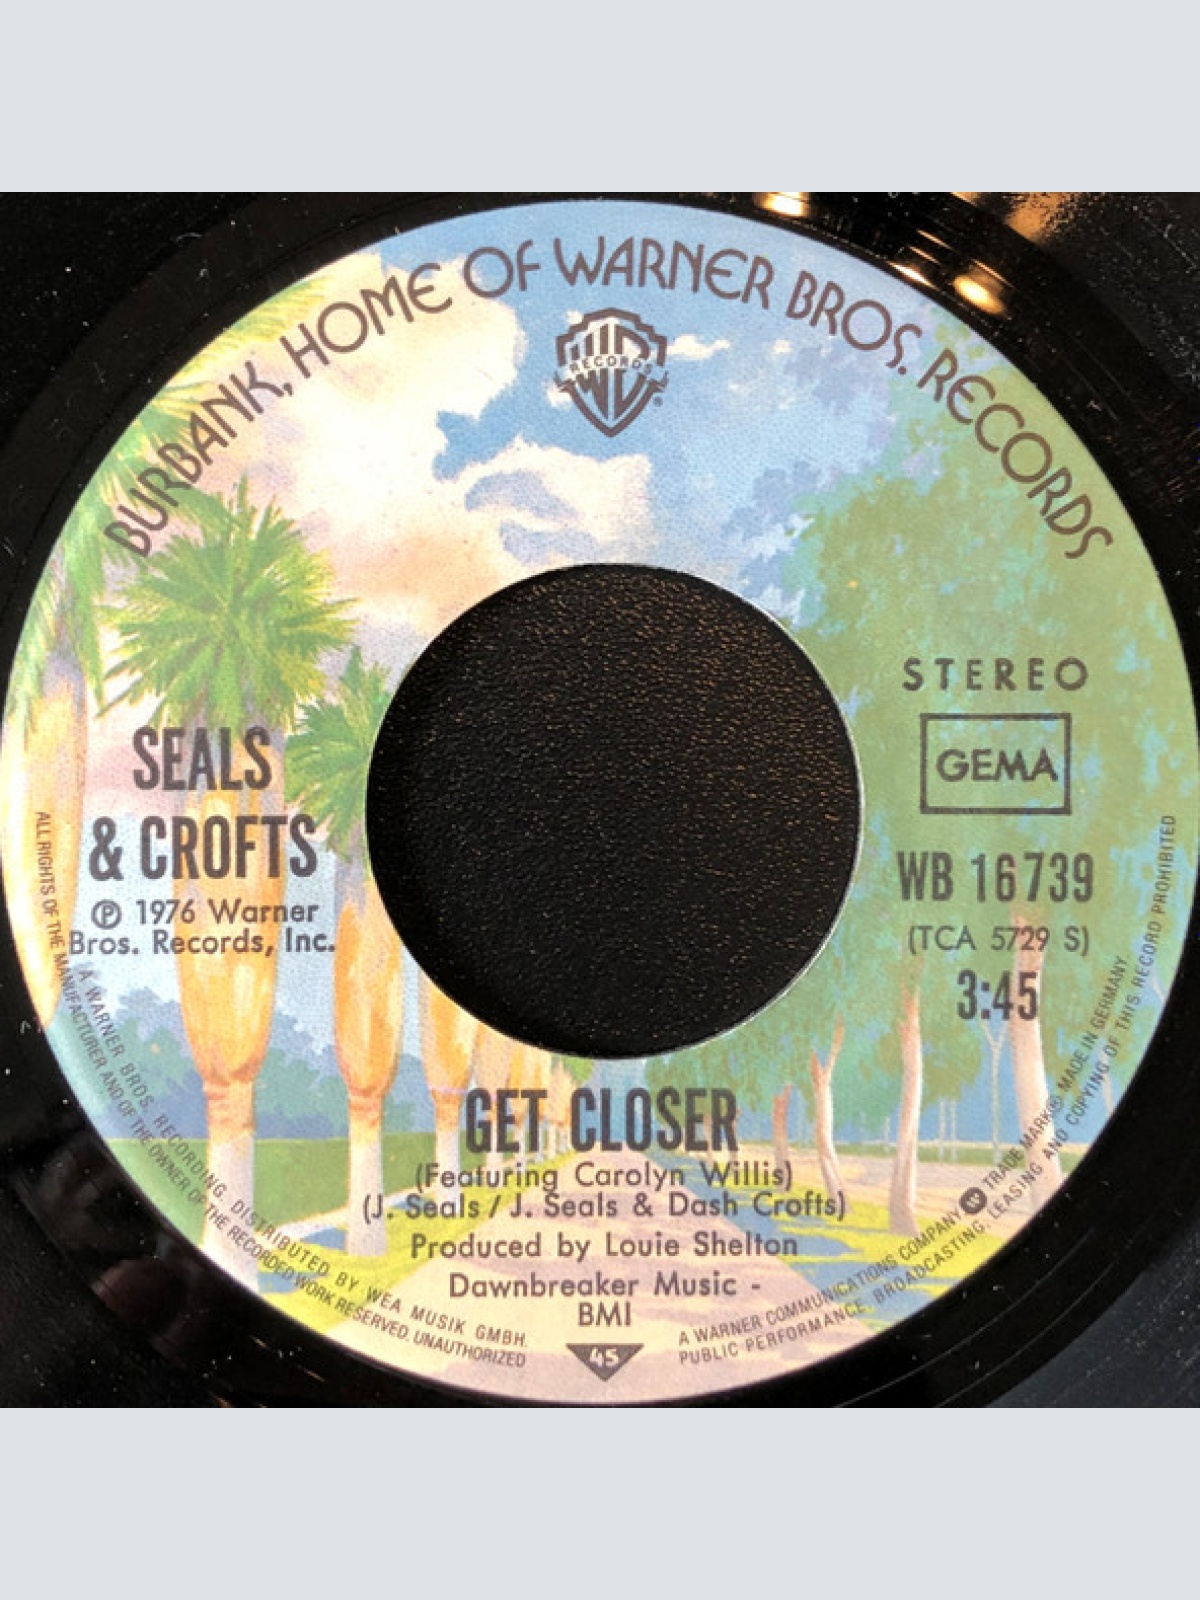 BURBANK, HOME OF WARNER BROS. RECORDS
WB
RECORDS
®
STEREO
GEMA
SEALS
& CROFTS
℗ 1976 Warner
Bros. Records, Inc.
WB 16 739
(TCA 5729 S)
3:45
GET CLOSER
(Featuring Carolyn Willis)
(J. Seals / J. Seals & Dash Crofts)
Produced by Louie Shelton
Dawnbreaker Music -
BMI
45
A WARNER BROS. RECORDING. DISTRIBUTED BY WEA MUSIK GMBH.
A WARNER COMMUNICATIONS COMPANY TRADE MARK® MADE IN GERMANY
ALL RIGHTS OF THE MANUFACTURER AND OF THE OWNER OF THE RECORDED WORK RESERVED. UNAUTHORIZED
PUBLIC PERFORMANCE, BROADCASTING, LEASING AND COPYING OF THIS RECORD PROHIBITED